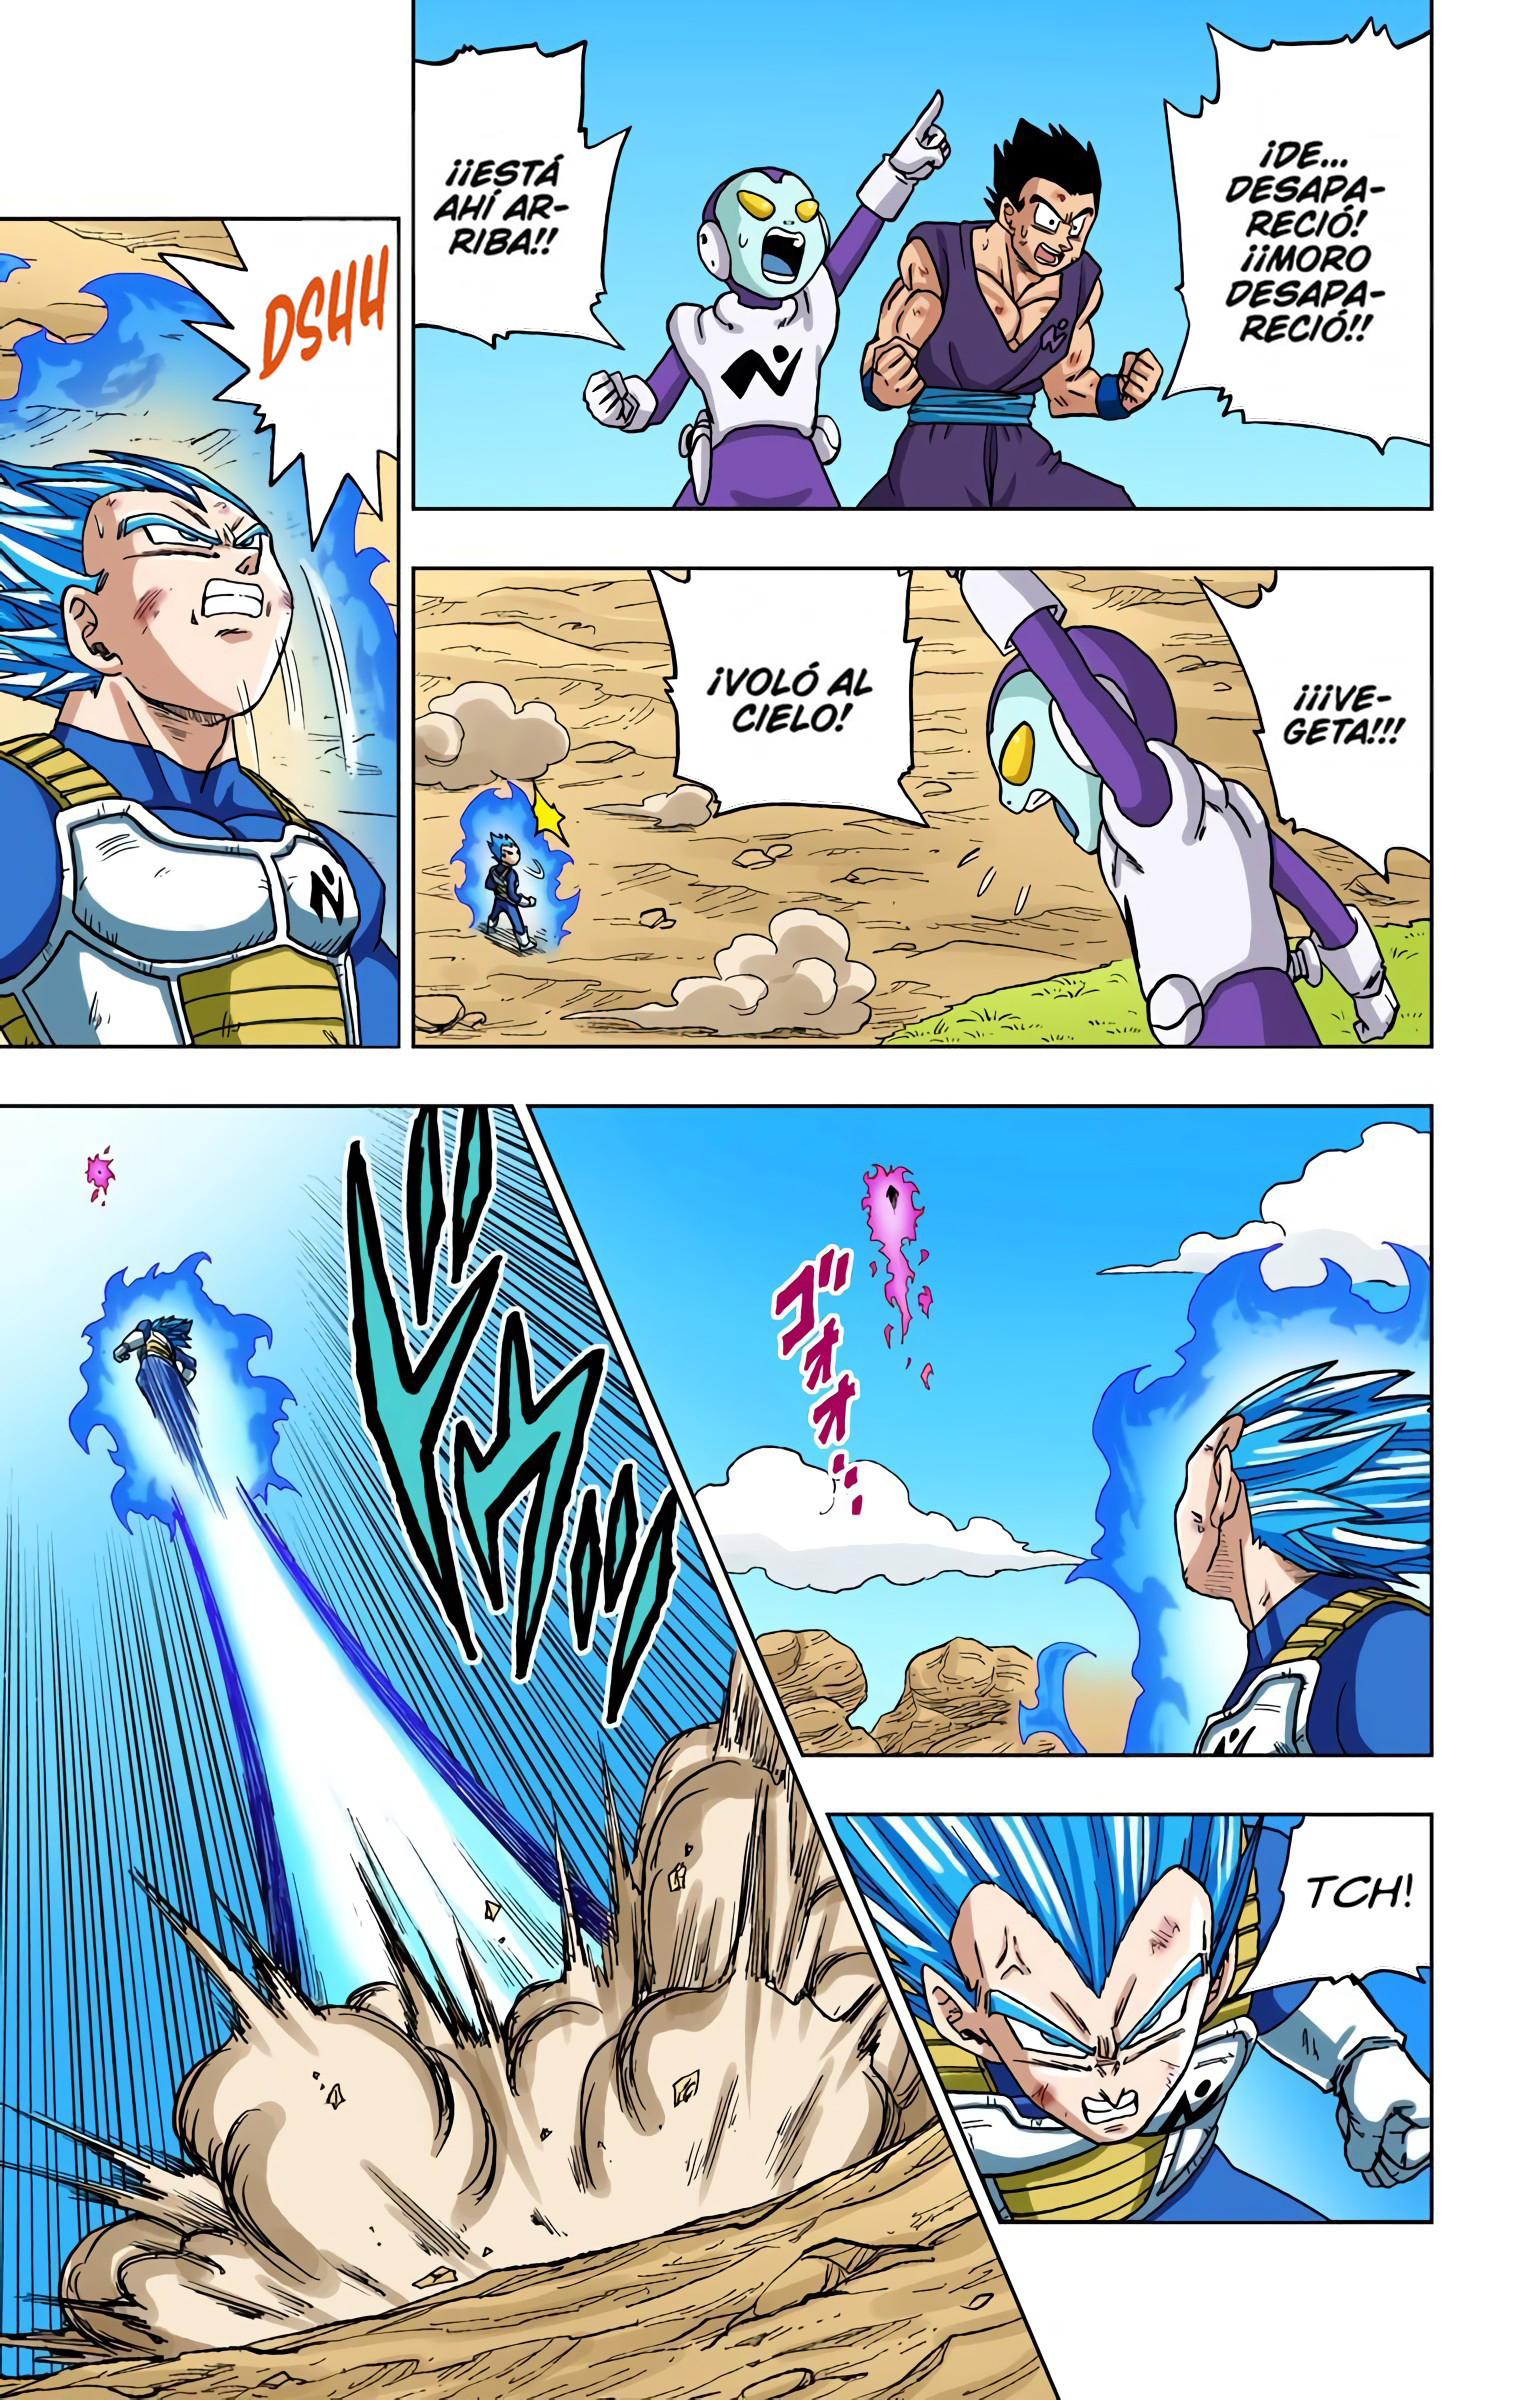 ¡DE...
DESAPA-
RECIÓ!
¡¡MORO
DESAPA-
RECIÓ!!
¡¡ESTÁ
AHÍ AR-
RIBA!!
¡¡¡VE-
GETA!!!
¡VOLÓ AL
CIELO!
DSHH
ゴォォ
TCH!